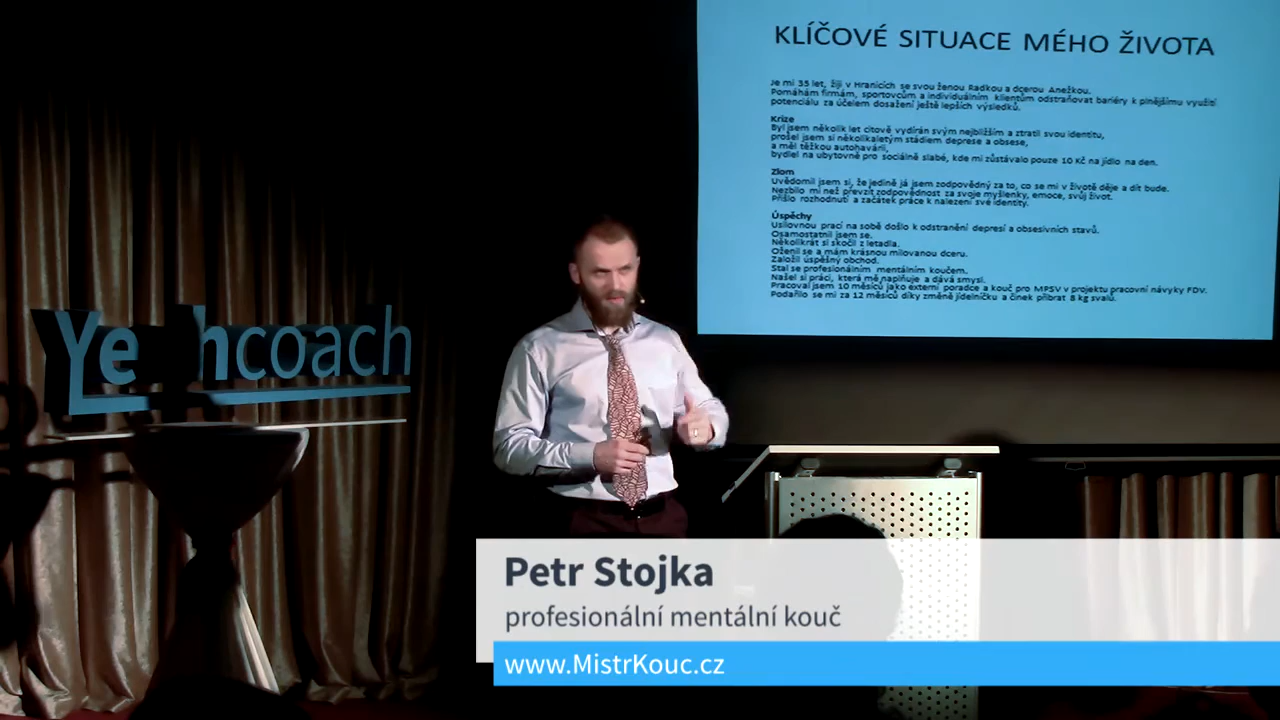 KLÍČOVÉ SITUACE MÉHO ŽIVOTA
Je mi 35 let, žiji v Hranicích se svou ženou Radkou a dcerou Anežkou.
Pomáhám firmám, sportovcům a individuálním klientům odstraňovat bariéry k plnějšímu využití
potenciálu za účelem dosažení ještě lepších výsledků.
Krize
Byl jsem několik let citově vydírán svým nejbližším a ztratil svou identitu,
prošel jsem si několikaletým stádiem deprese a obsese,
a měl těžkou autohavárii,
bydlel na ubytovně pro sociálně slabé, kde mi zůstávalo pouze 10 Kč na jídlo na den.
Zlom
Uvědomil jsem si, že jedině já jsem zodpovědný za to, co se mi v životě děje a dít bude.
Nezbilo mi než převzít zodpovědnost za svoje myšlenky, emoce, svůj život.
Přišlo rozhodnutí a začátek práce k nalezení své identity.
Úspěchy
Usilovnou prací na sobě došlo k odstranění depresí a obsesivních stavů.
Osamostatnil jsem se.
Několikrát si skočil z letadla.
Oženil se a mám krásnou milovanou dceru.
Založil úspěšný obchod.
Stal se profesionálním mentálním koučem.
Našel si práci, která mě naplňuje a dává smysl.
Pracoval jsem 10 měsíců jako externí poradce a kouč pro MPSV v projektu pracovní návyky FDV.
Podařilo se mi za 12 měsíců díky změně jídelníčku a činek přibrat 8 kg svalů.
Yeahcoach
Petr Stojka
profesionální mentální kouč
www.MistrKouc.cz